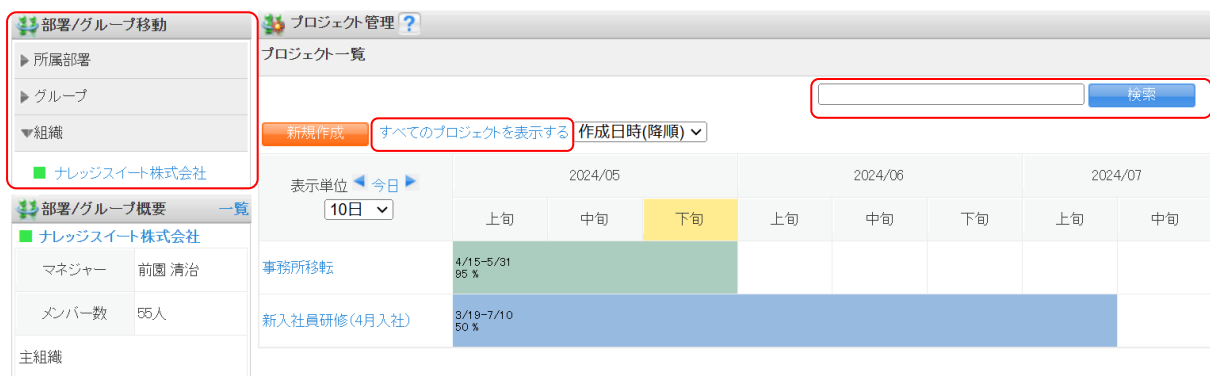 部署/グループ移動
▶所属部署
▶グループ
▼組織
ナレッジスイート株式会社
部署/グループ概要 一覧
ナレッジスイート株式会社
マネジャー 前園 清治
メンバー数 55人
主組織
プロジェクト管理 ?
プロジェクト一覧
検索
新規作成 すべてのプロジェクトを表示する 作成日時(降順)
表示単位 今日
10日
2024/05 2024/06 2024/07
上旬 中旬 下旬 上旬 中旬 下旬 上旬 中旬
事務所移転
4/15-5/31
95 %
新入社員研修(4月入社)
3/19-7/10
50 %